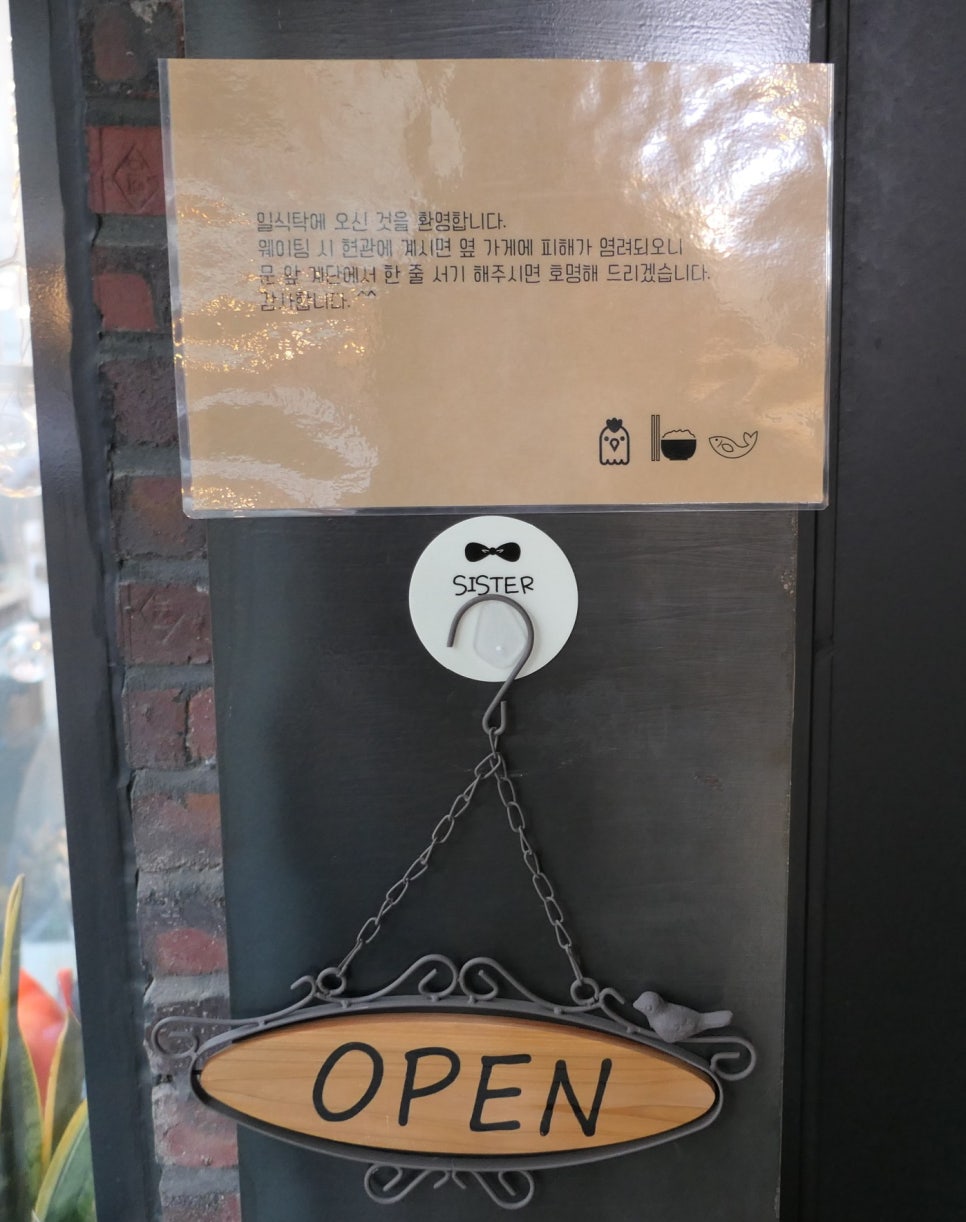 일식탁에 오신 것을 환영합니다.
웨이팅 시 현관에 계시면 옆 가게에 피해가 염려되오니
문 앞 계단에서 한 줄 서기 해주시면 호명해 드리겠습니다.
감사합니다. ^^
SISTER
OPEN